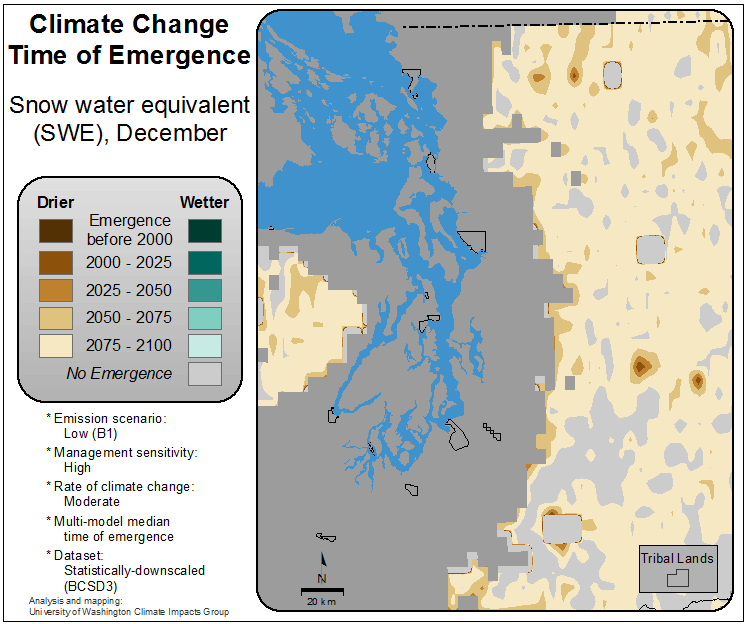 Climate Change
Time of Emergence
Snow water equivalent
(SWE), December
Drier
Wetter
Emergence
before 2000
2000 - 2025
2025 - 2050
2050 - 2075
2075 - 2100
No Emergence
* Emission scenario:
Low (B1)
* Management sensitivity:
High
* Rate of climate change:
Moderate
* Multi-model median
time of emergence
* Dataset:
Statistically-downscaled
(BCSD3)
Analysis and mapping:
University of Washington Climate Impacts Group
N
20 km
Tribal Lands